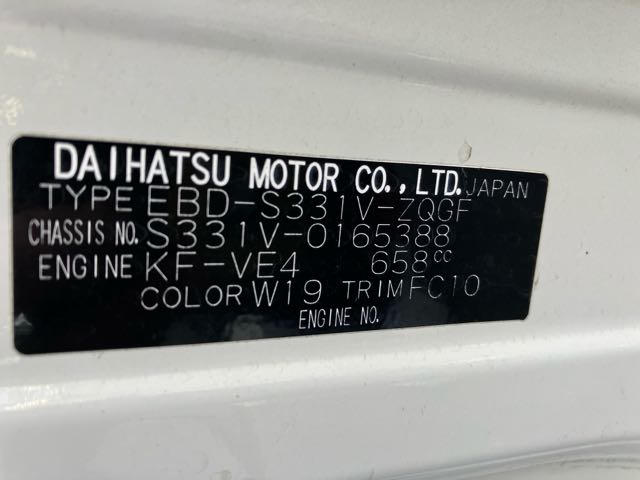 DAIHATSU MOTOR CO.,LTD. JAPAN
TYPE EBD-S331V-ZQGF
CHASSIS NO. S331V-0165388
ENGINE KF-VE4 658cc
COLOR W19 TRIM FC10
ENGINE NO.